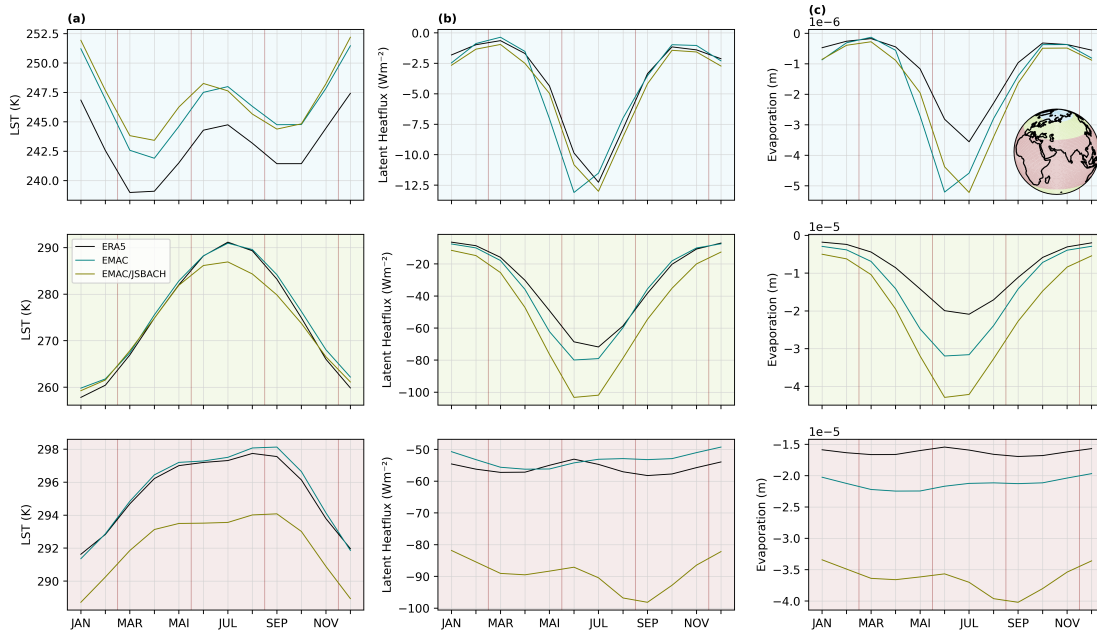 (a)
(b)
(c)
1e−6
252.5
250.0
247.5
245.0
242.5
240.0
LST (K)
0.0
−2.5
−5.0
−7.5
−10.0
−12.5
Latent Heatflux (Wm⁻²)
0
−1
−2
−3
−4
−5
Evaporation (m)
1e−5
290
280
270
260
LST (K)
ERA5
EMAC
EMAC/JSBACH
−20
−40
−60
−80
−100
Latent Heatflux (Wm⁻²)
0
−1
−2
−3
−4
Evaporation (m)
1e−5
298
296
294
292
290
LST (K)
−50
−60
−70
−80
−90
−100
Latent Heatflux (Wm⁻²)
−1.5
−2.0
−2.5
−3.0
−3.5
−4.0
Evaporation (m)
JAN MAR MAI JUL SEP NOV
JAN MAR MAI JUL SEP NOV
JAN MAR MAI JUL SEP NOV